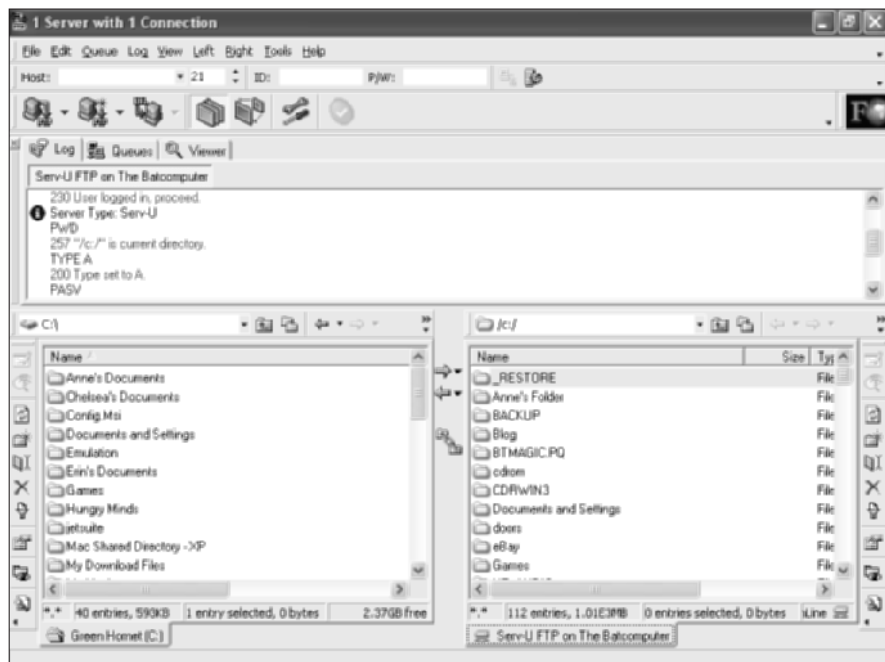 1 Server with 1 Connection
File Edit Queue Log View Left Right Tools Help
Host: 21 ID: P/W:
Log Queues Viewer
Serv-U FTP on The Batcomputer
230 User logged in, proceed.
Server Type: Serv-U
PWD
257 "/c:/" is current directory.
TYPE A
200 Type set to A.
PASV
C:\
Name
Anne's Documents
Chelsea's Documents
Config.Msi
Documents and Settings
Emulation
Erin's Documents
Games
Hungry Minds
jetsuite
Mac Shared Directory -XP
My Download Files
*.* 40 entries, 593KB 1 entry selected, 0 bytes 2.37GB free
Green Hornet (C:)
/c:/
Name Size Typ
_RESTORE File
Anne's Folder File
BACKUP File
Blog File
BTMAGIC.PQ File
cdrom File
CDRWIN3 File
Documents and Settings File
doors File
eBay File
Games File
*.* 112 entries, 1.01E3MB 0 entries selected, 0 bytes
Serv-U FTP on The Batcomputer